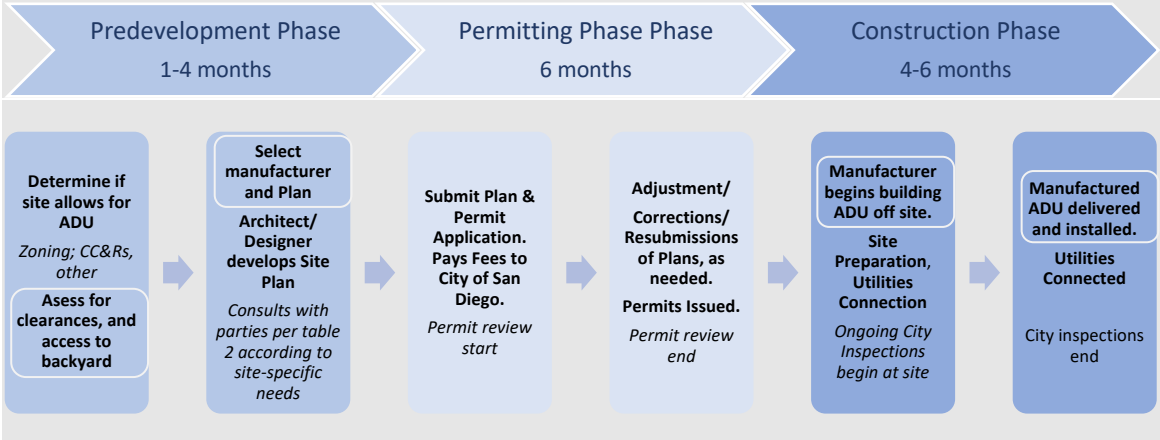 Predevelopment Phase
1-4 months
Permitting Phase Phase
6 months
Construction Phase
4-6 months
Determine if
site allows for
ADU
Zoning; CC&Rs,
other
Asess for
clearances, and
access to
backyard
Select
manufacturer
and Plan
Architect/
Designer
develops Site
Plan
Consults with
parties per table
2 according to
site-specific
needs
Submit Plan &
Permit
Application.
Pays Fees to
City of San
Diego.
Permit review
start
Adjustment/
Corrections/
Resubmissions
of Plans, as
needed.
Permits Issued.
Permit review
end
Manufacturer
begins building
ADU off site.
Site
Preparation,
Utilities
Connection
Ongoing City
Inspections
begin at site
Manufactured
ADU delivered
and installed.
Utilities
Connected
City inspections
end